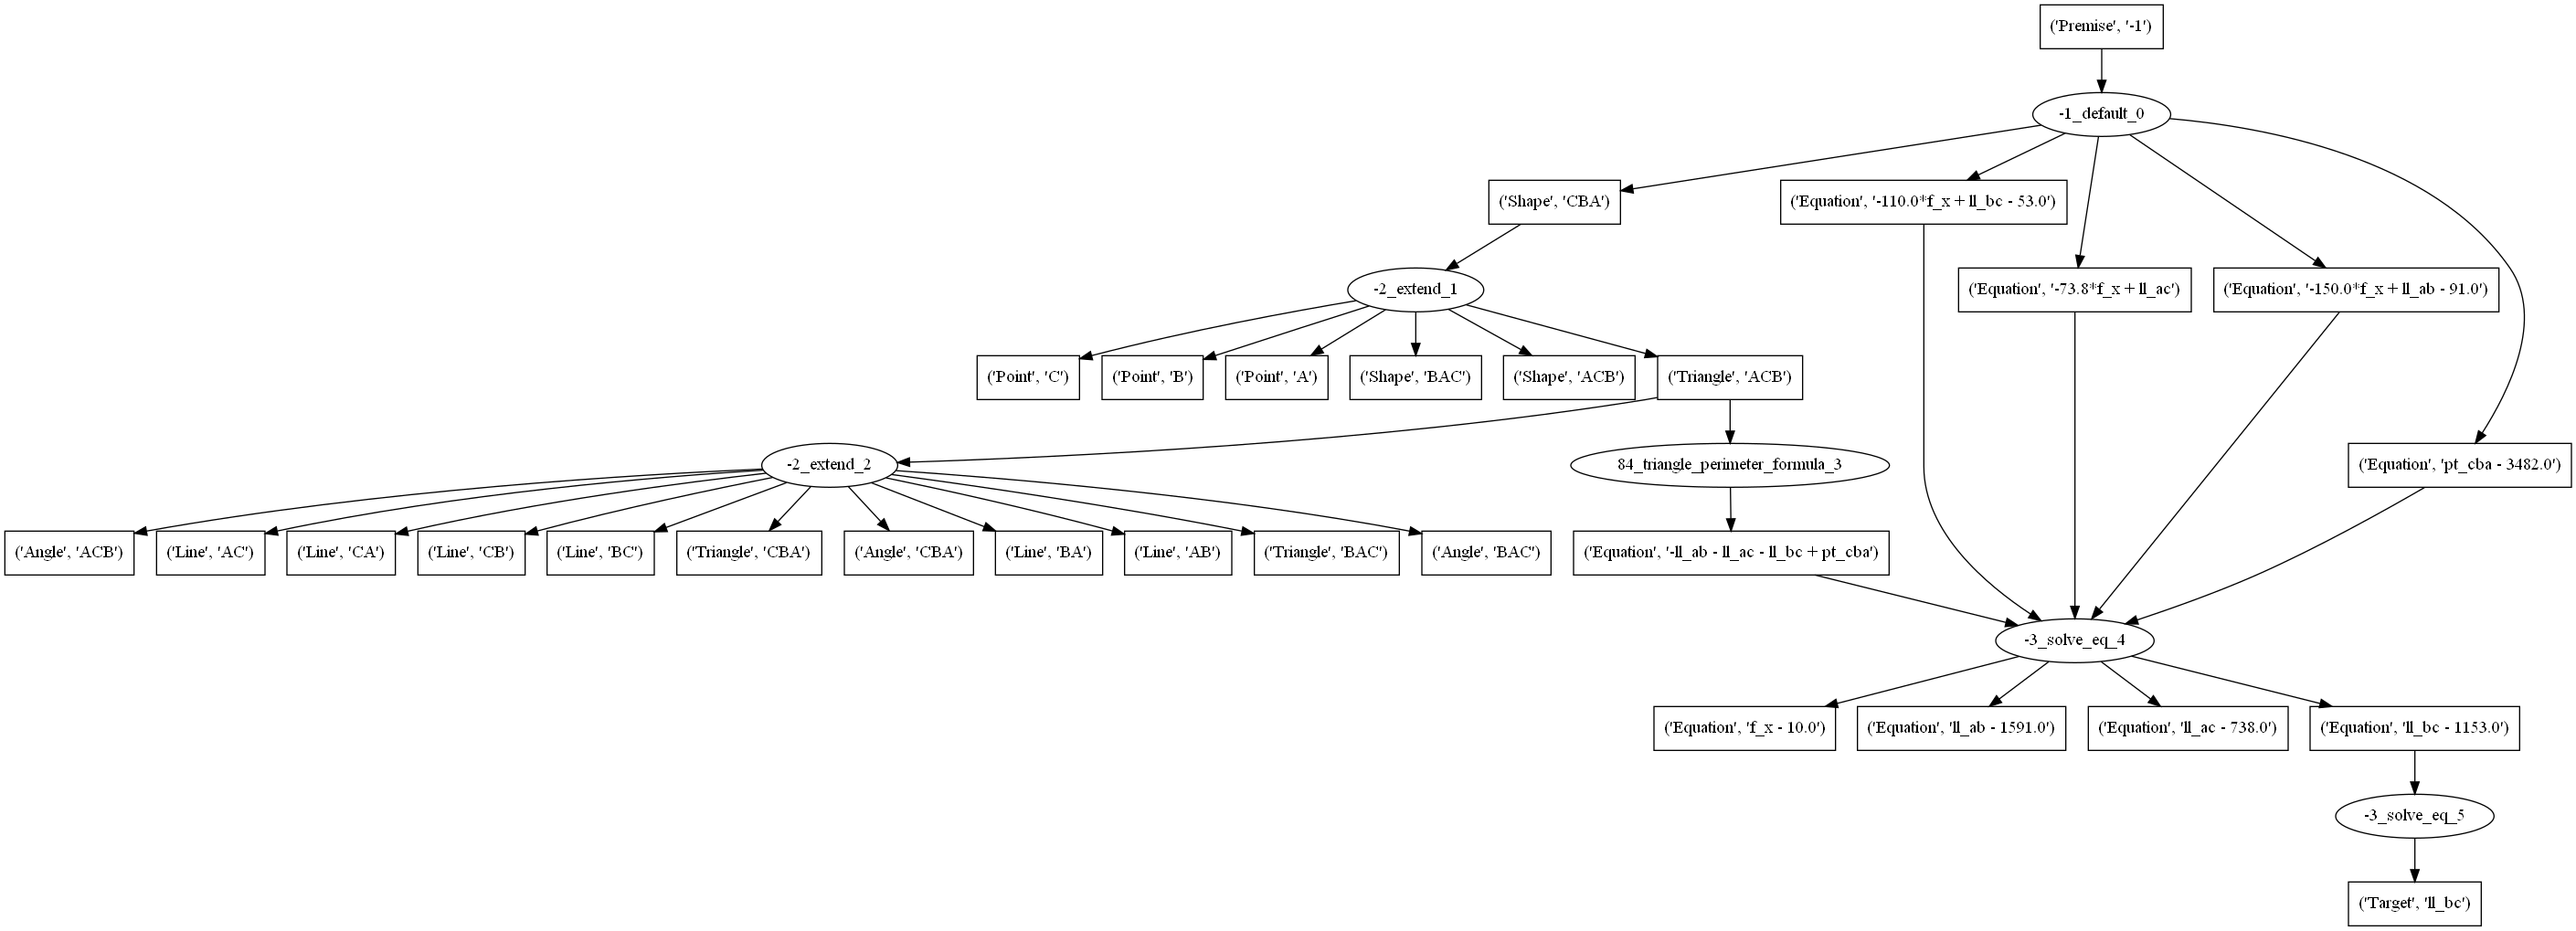 ('Premise', '-1')
-1_default_0
('Shape', 'CBA')
('Equation', '-110.0*f_x + ll_bc - 53.0')
-2_extend_1
('Equation', '-73.8*f_x + ll_ac')
('Equation', '-150.0*f_x + ll_ab - 91.0')
('Point', 'C')
('Point', 'B')
('Point', 'A')
('Shape', 'BAC')
('Shape', 'ACB')
('Triangle', 'ACB')
-2_extend_2
84_triangle_perimeter_formula_3
('Equation', 'pt_cba - 3482.0')
('Angle', 'ACB')
('Line', 'AC')
('Line', 'CA')
('Line', 'CB')
('Line', 'BC')
('Triangle', 'CBA')
('Angle', 'CBA')
('Line', 'BA')
('Line', 'AB')
('Triangle', 'BAC')
('Angle', 'BAC')
('Equation', '-ll_ab - ll_ac - ll_bc + pt_cba')
-3_solve_eq_4
('Equation', 'f_x - 10.0')
('Equation', 'll_ab - 1591.0')
('Equation', 'll_ac - 738.0')
('Equation', 'll_bc - 1153.0')
-3_solve_eq_5
('Target', 'll_bc')